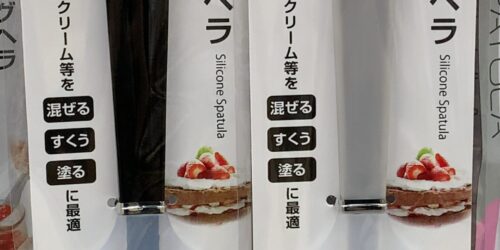 ヘラ
Silicone Spatula
クリーム等を
混ぜる
すくう
塗る
に最適
ヘラ
Silicone Spatula
クリーム等を
混ぜる
すくう
塗る
に最適
ヘラ